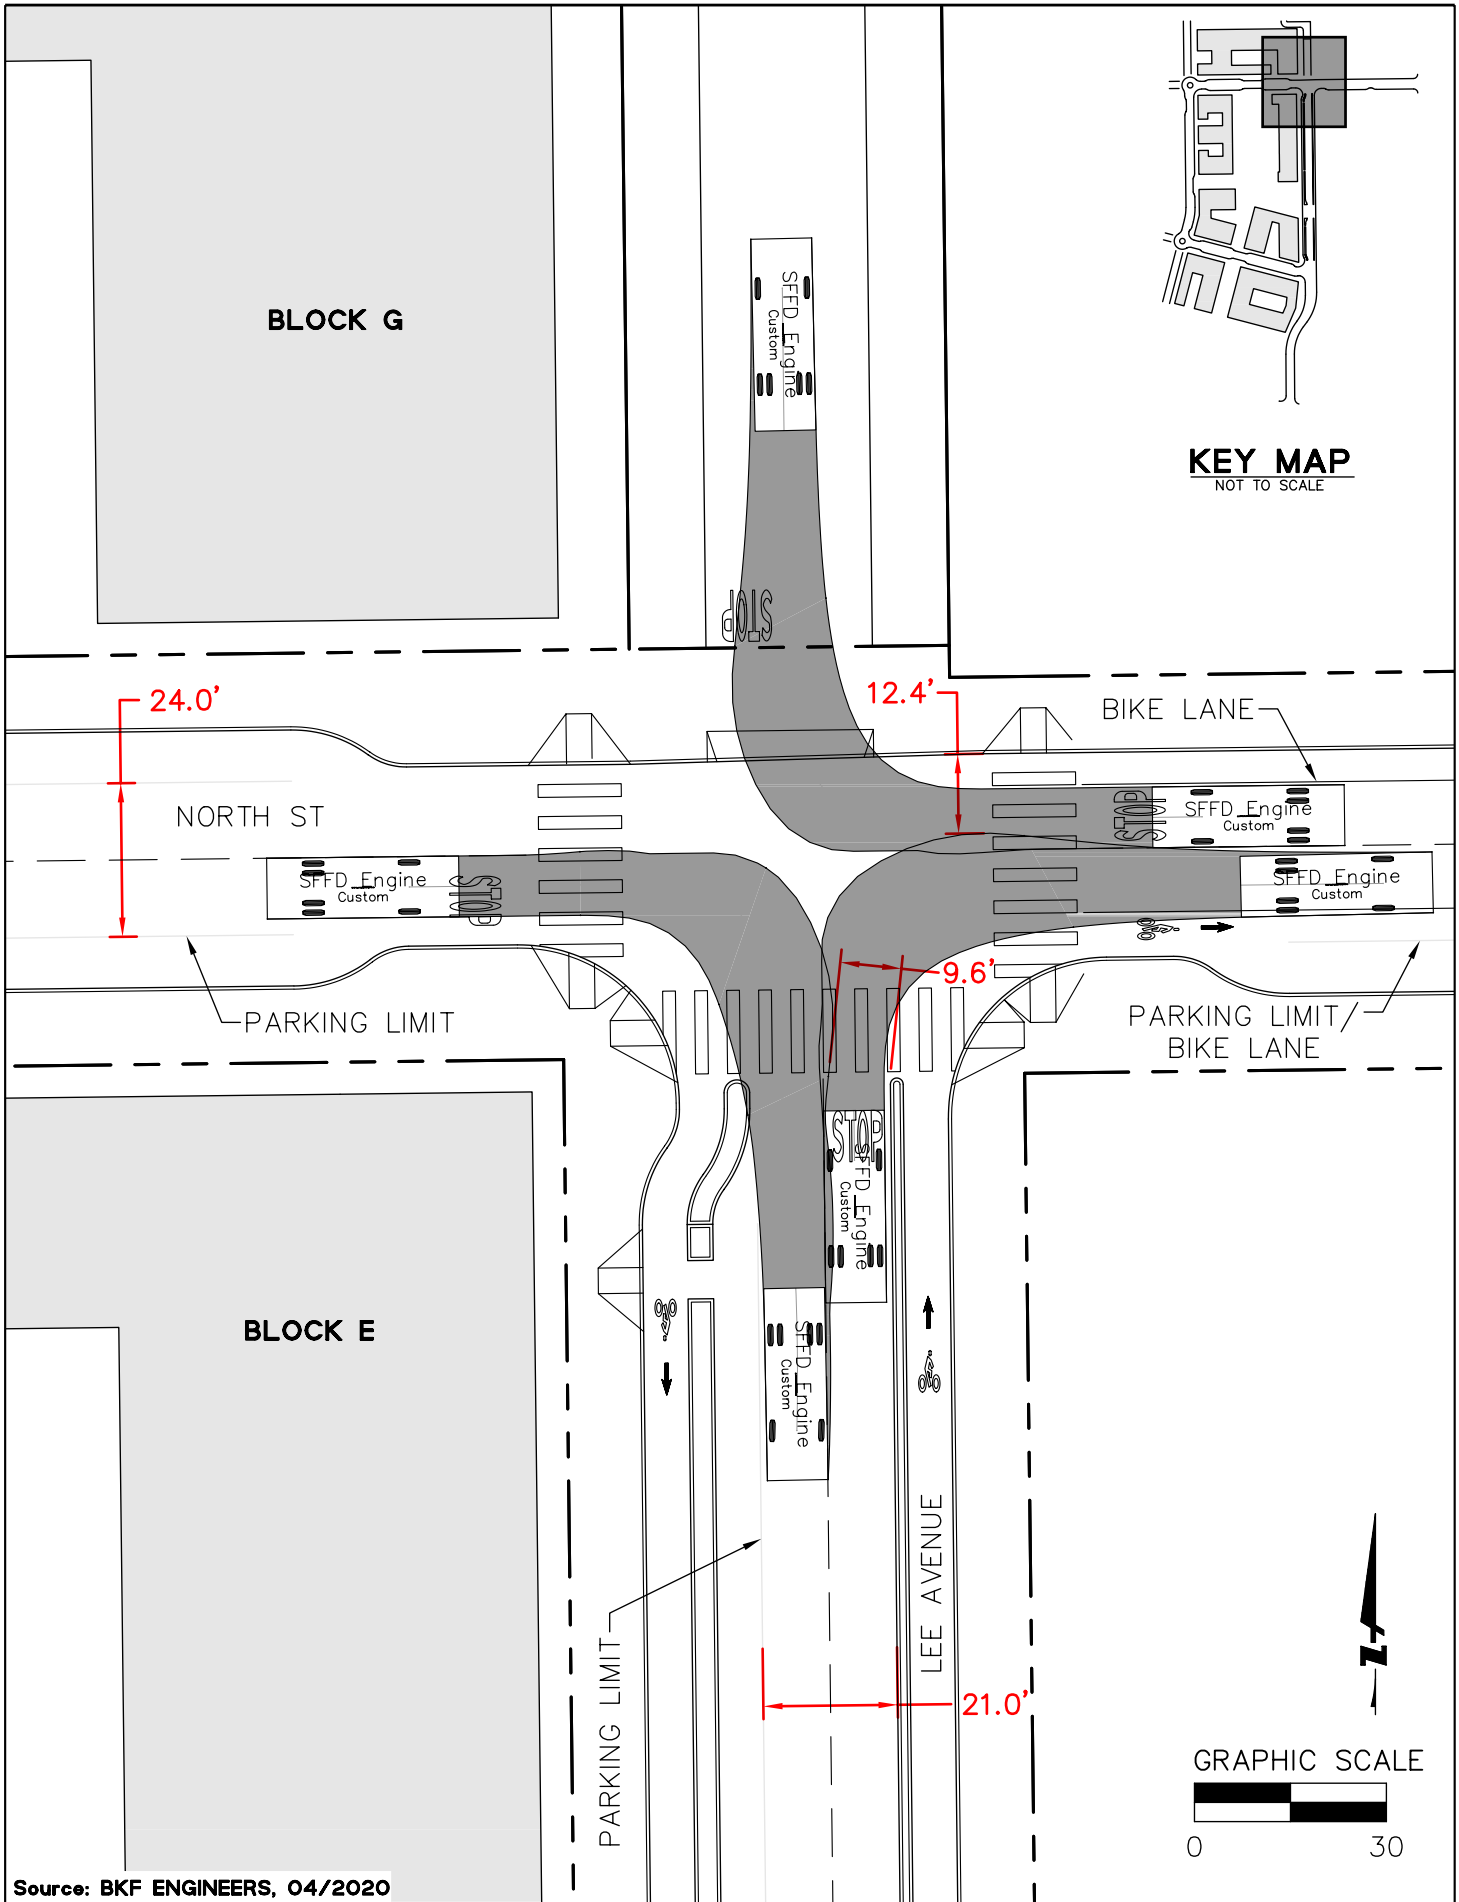 SFFD Engine
Custom
BLOCK G
KEY MAP
NOT TO SCALE
STOP
24.0'
12.4'
BIKE LANE
NORTH ST
STOP
SFFD Engine
Custom
SFFD Engine
Custom
STOP
SFFD Engine
Custom
9.6'
PARKING LIMIT
PARKING LIMIT/
BIKE LANE
STOP
SFFD Engine
Custom
BLOCK E
SFFD Engine
Custom
LEE AVENUE
PARKING LIMIT
21.0'
GRAPHIC SCALE
0 30
Source: BKF ENGINEERS, 04/2020